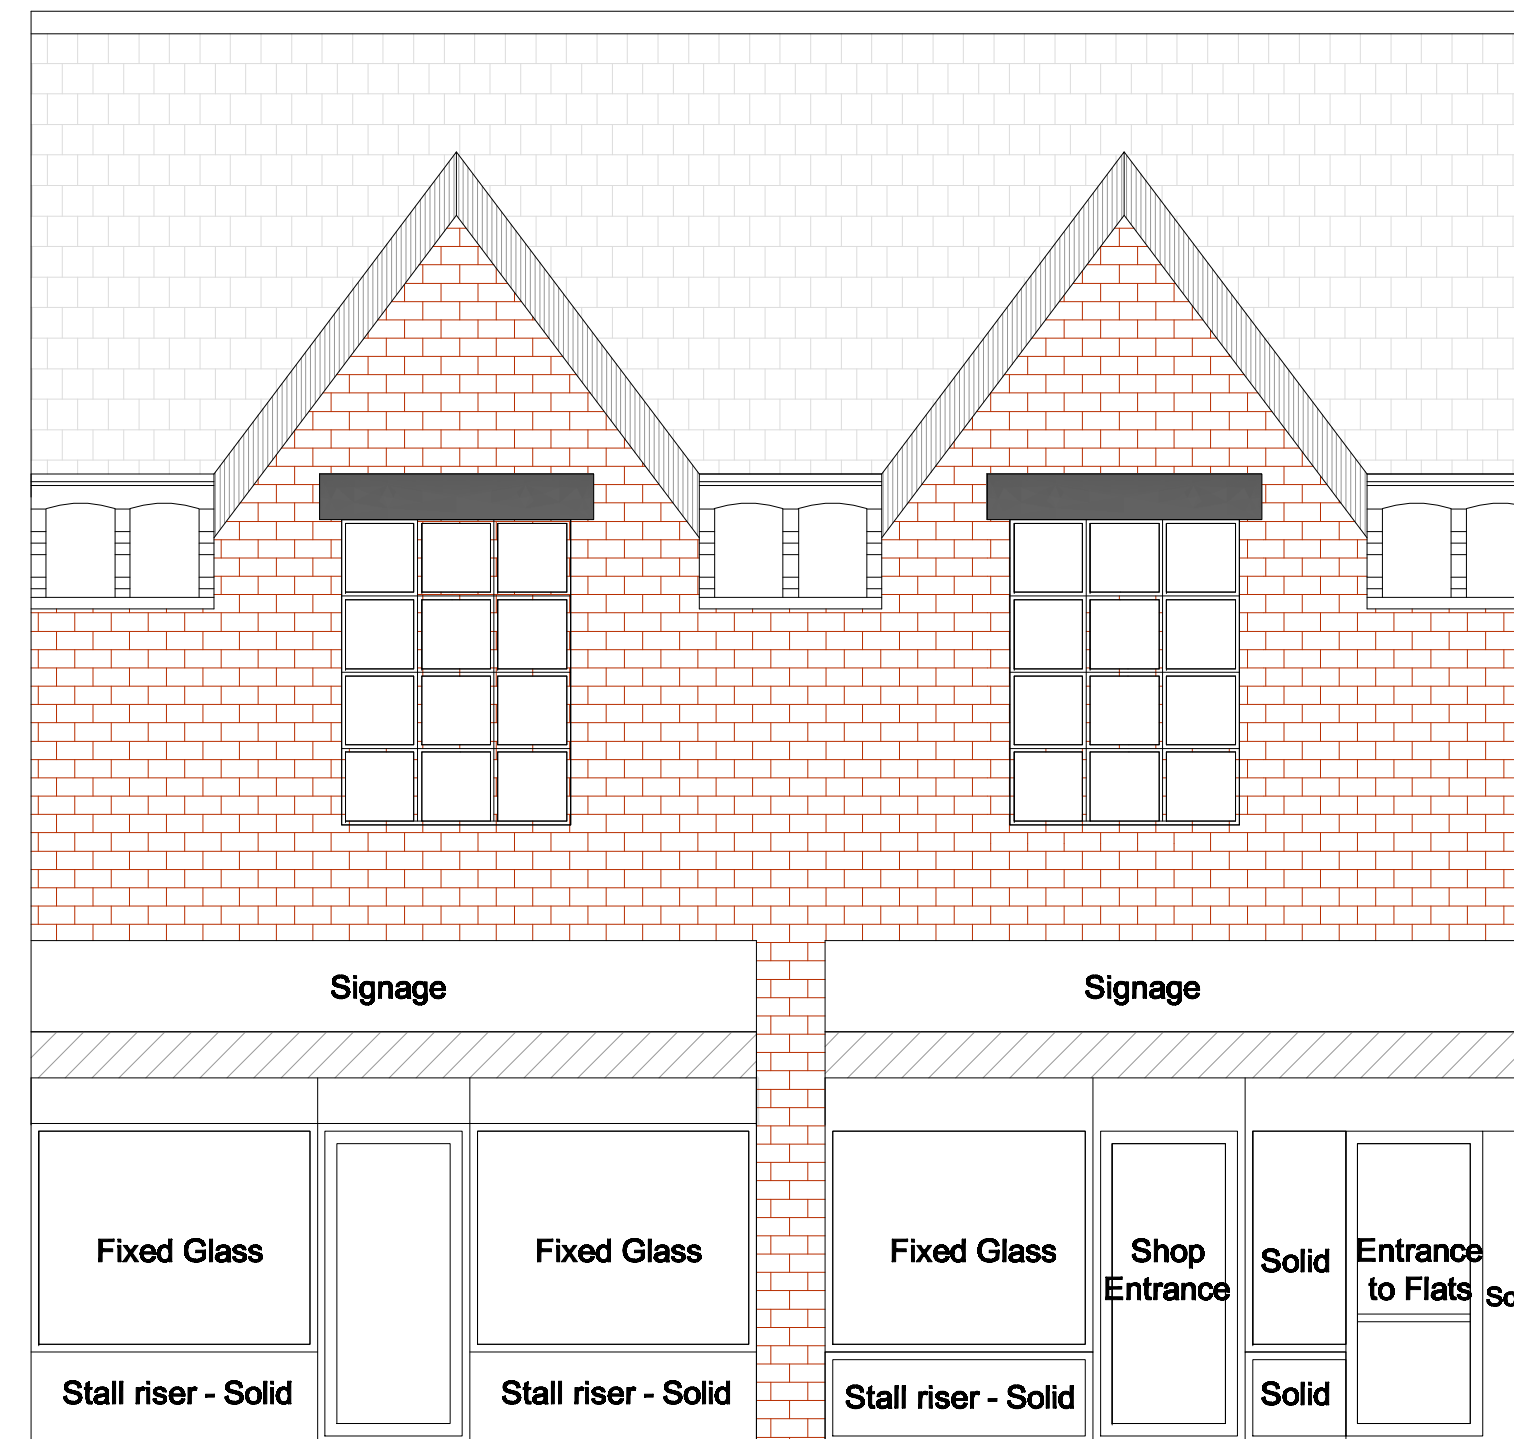 Signage
Signage
Fixed Glass
Fixed Glass
Fixed Glass
Shop
Entrance
Solid
Entrance
to Flats
Stall riser - Solid
Stall riser - Solid
Stall riser - Solid
Solid